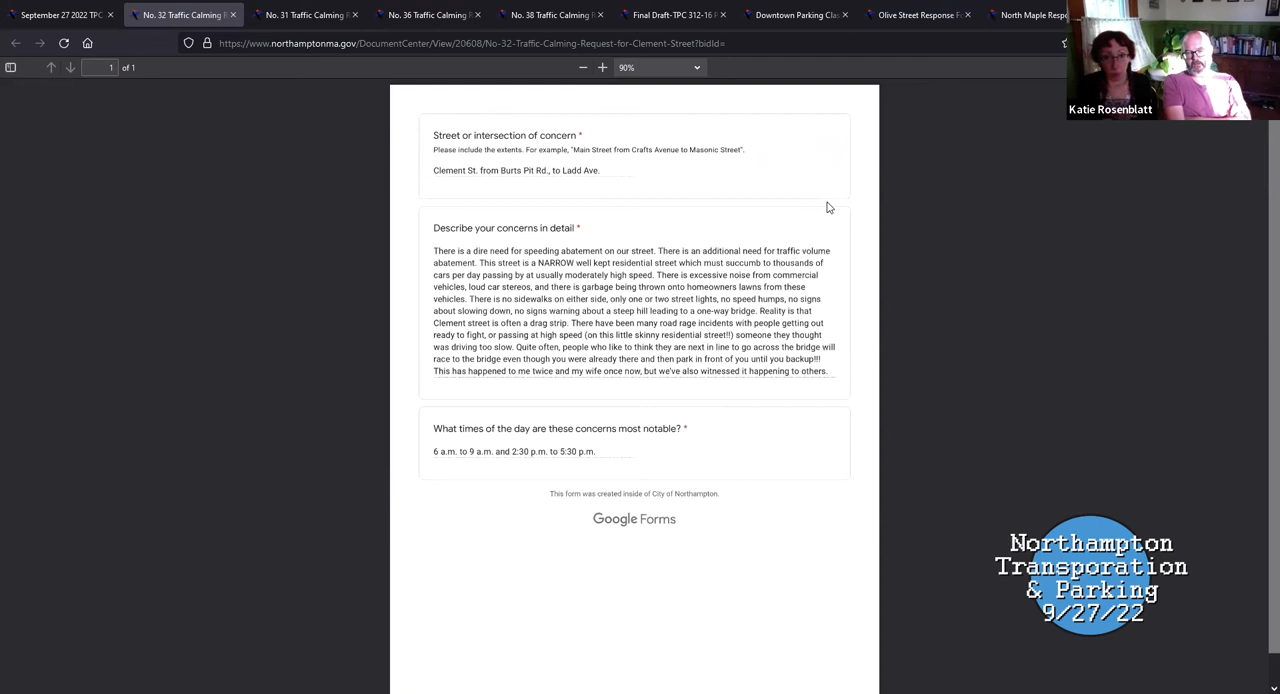 September 27 2022 TPC
No. 32 Traffic Calming R
No. 31 Traffic Calming R
No. 36 Traffic Calming R
No. 38 Traffic Calming R
Final Draft-TPC 312-16 P
Downtown Parking Clas
Olive Street Response Fo
North Maple Respo
https://www.northamptonma.gov/DocumentCenter/View/20608/No-32-Traffic-Calming-Request-for-Clement-Street?bidId=
1 of 1
90%
Katie Rosenblatt
Street or intersection of concern *
Please include the extents. For example, "Main Street from Crafts Avenue to Masonic Street".
Clement St. from Burts Pit Rd., to Ladd Ave.
Describe your concerns in detail *
There is a dire need for speeding abatement on our street. There is an additional need for traffic volume
abatement. This street is a NARROW well kept residential street which must succumb to thousands of
cars per day passing by at usually moderately high speed. There is excessive noise from commercial
vehicles, loud car stereos, and there is garbage being thrown onto homeowners lawns from these
vehicles. There is no sidewalks on either side, only one or two street lights, no speed humps, no signs
about slowing down, no signs warning about a steep hill leading to a one-way bridge. Reality is that
Clement street is often a drag strip. There have been many road rage incidents with people getting out
ready to fight, or passing at high speed (on this little skinny residential street!!) someone they thought
was driving too slow. Quite often, people who like to think they are next in line to go across the bridge will
race to the bridge even though you were already there and then park in front of you until you backup!!!
This has happened to me twice and my wife once now, but we've also witnessed it happening to others.
What times of the day are these concerns most notable? *
6 a.m. to 9 a.m. and 2:30 p.m. to 5:30 p.m.
This form was created inside of City of Northampton.
Google Forms
Northampton
Transporation
& Parking
9/27/22